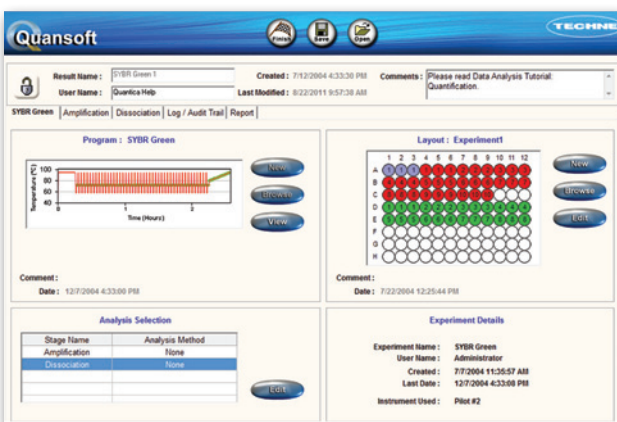 Quansoft
Finish Save Open
TECHNE
Result Name : SYBR Green 1 Created : 7/12/2004 4:33:30 PM Comments : Please read Data Analysis Tutorial:
Quantification.
User Name : Quantica Help Last Modified : 8/22/2011 9:57:38 AM
SYBR Green Amplification Dissociation Log / Audit Trail Report
Program : SYBR Green
Temperature (ºC)
100
80
60
40
0 1 2
Time (Hours)
New
Browse
View
Comment :
Date : 12/7/2004 4:33:00 PM
Layout : Experiment1
1 2 3 4 5 6 7 8 9 10 11 12
A
B
C
D
E
F
G
H
New
Browse
Edit
Comment :
Date : 7/22/2004 12:25:44 PM
Analysis Selection
Stage Name Analysis Method
Amplification None
Dissociation None
Edit
Experiment Details
Experiment Name : SYBR Green
User Name : Administrator
Created : 7/7/2004 11:35:57 AM
Last Date : 12/7/2004 4:33:08 PM
Instrument Used : Pilot #2